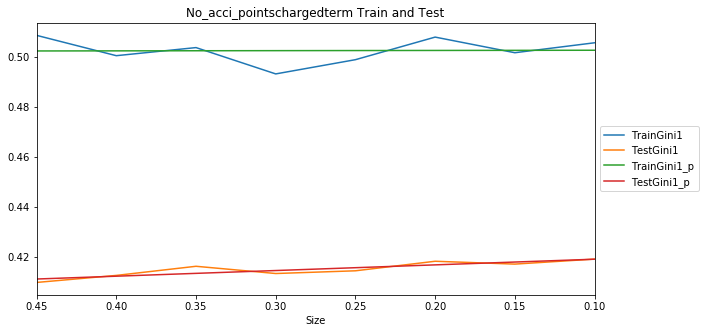 No_acci_pointschargedterm Train and Test
0.50
0.48
0.46
0.44
0.42
0.45 0.40 0.35 0.30 0.25 0.20 0.15 0.10
Size
TrainGini1
TestGini1
TrainGini1_p
TestGini1_p